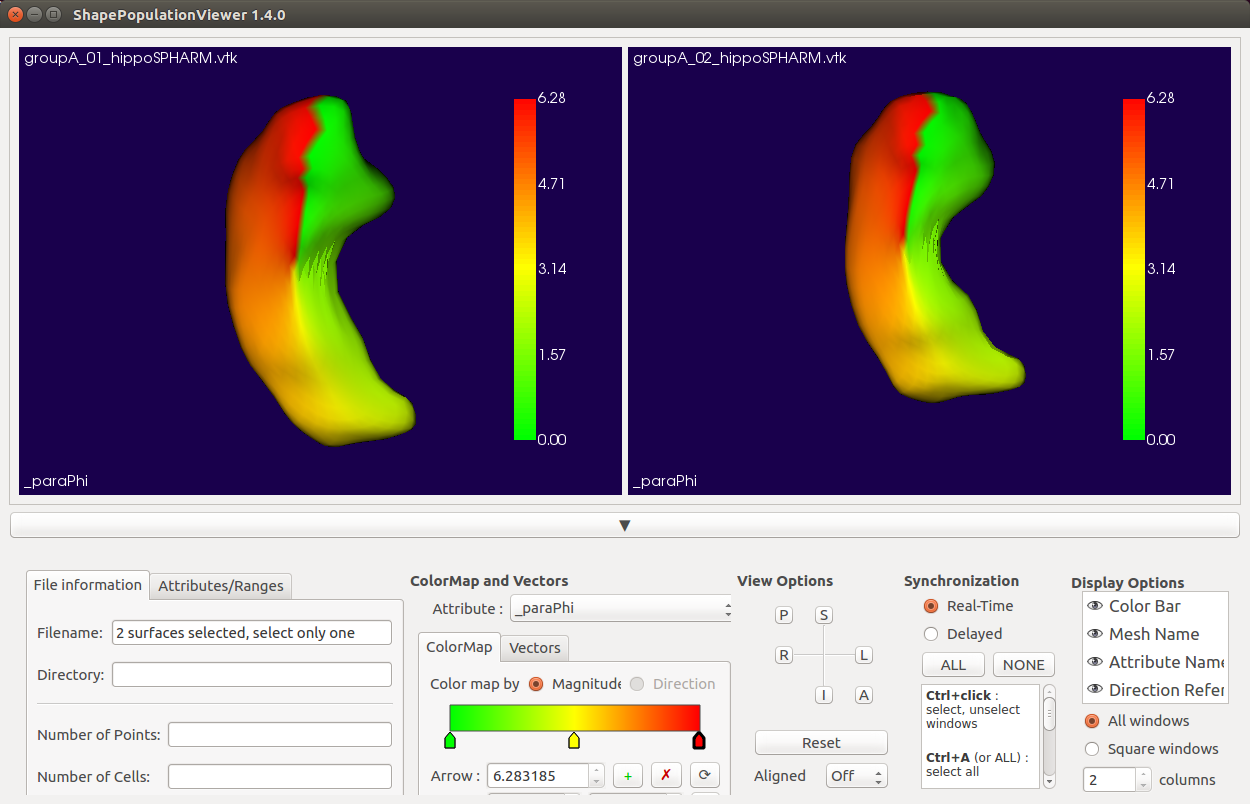 ShapePopulationViewer 1.4.0
groupA_01_hippoSPHARM.vtk
6.28
4.71
3.14
1.57
0.00
_paraPhi
groupA_02_hippoSPHARM.vtk
6.28
4.71
3.14
1.57
0.00
_paraPhi
▼
File information
Attributes/Ranges
Filename: 2 surfaces selected, select only one
Directory:
Number of Points:
Number of Cells:
ColorMap and Vectors
Attribute : _paraPhi
ColorMap
Vectors
Color map by Magnitude Direction
Arrow : 6.283185 + ✗ ⟳
View Options
P S
R L
I A
Reset
Aligned Off
Synchronization
Real-Time
Delayed
ALL NONE
Ctrl+click :
select, unselect
windows
Ctrl+A (or ALL) :
select all
Display Options
Color Bar
Mesh Name
Attribute Name
Direction Refer
All windows
Square windows
2 columns